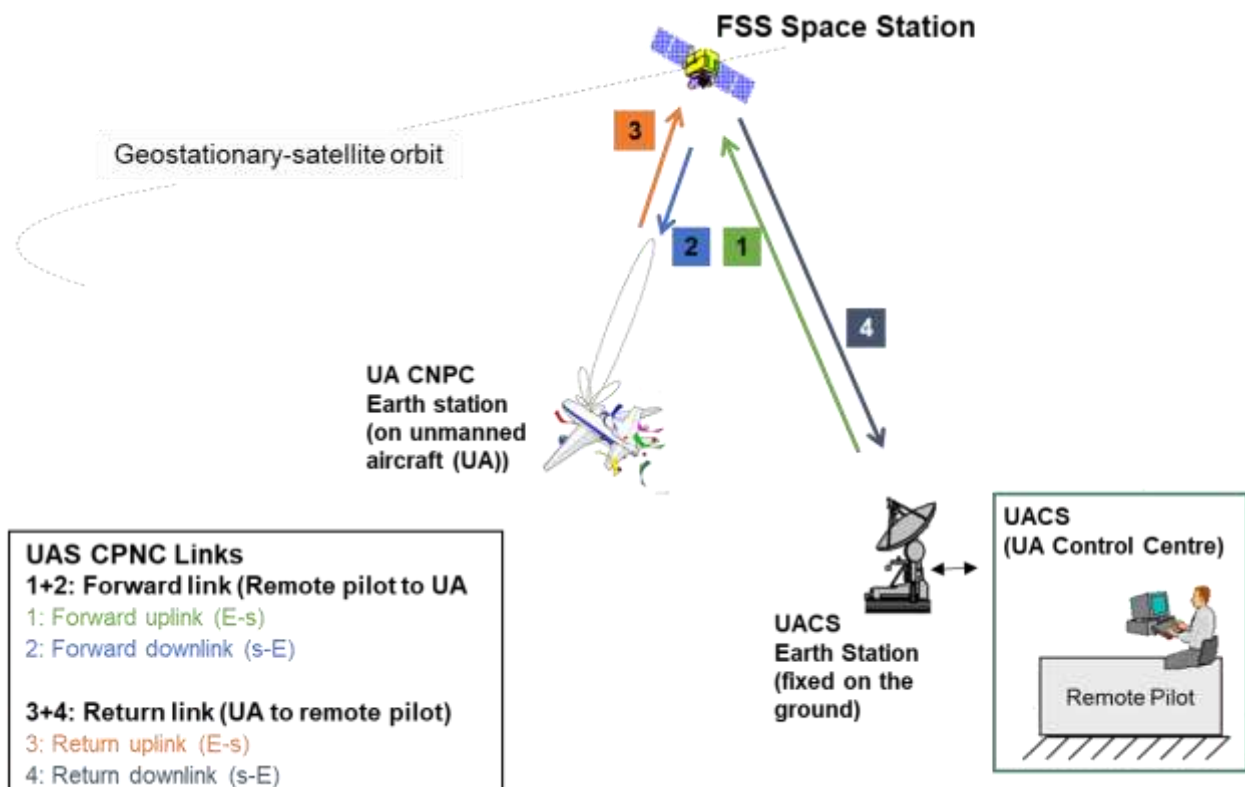 FSS Space Station
Geostationary-satellite orbit
3
2
1
4
UA CNPC
Earth station
(on unmanned
aircraft (UA))
UACS
Earth Station
(fixed on the
ground)
UACS
(UA Control Centre)
Remote Pilot
UAS CPNC Links
1+2: Forward link (Remote pilot to UA
1: Forward uplink (E-s)
2: Forward downlink (s-E)
3+4: Return link (UA to remote pilot)
3: Return uplink (E-s)
4: Return downlink (s-E)